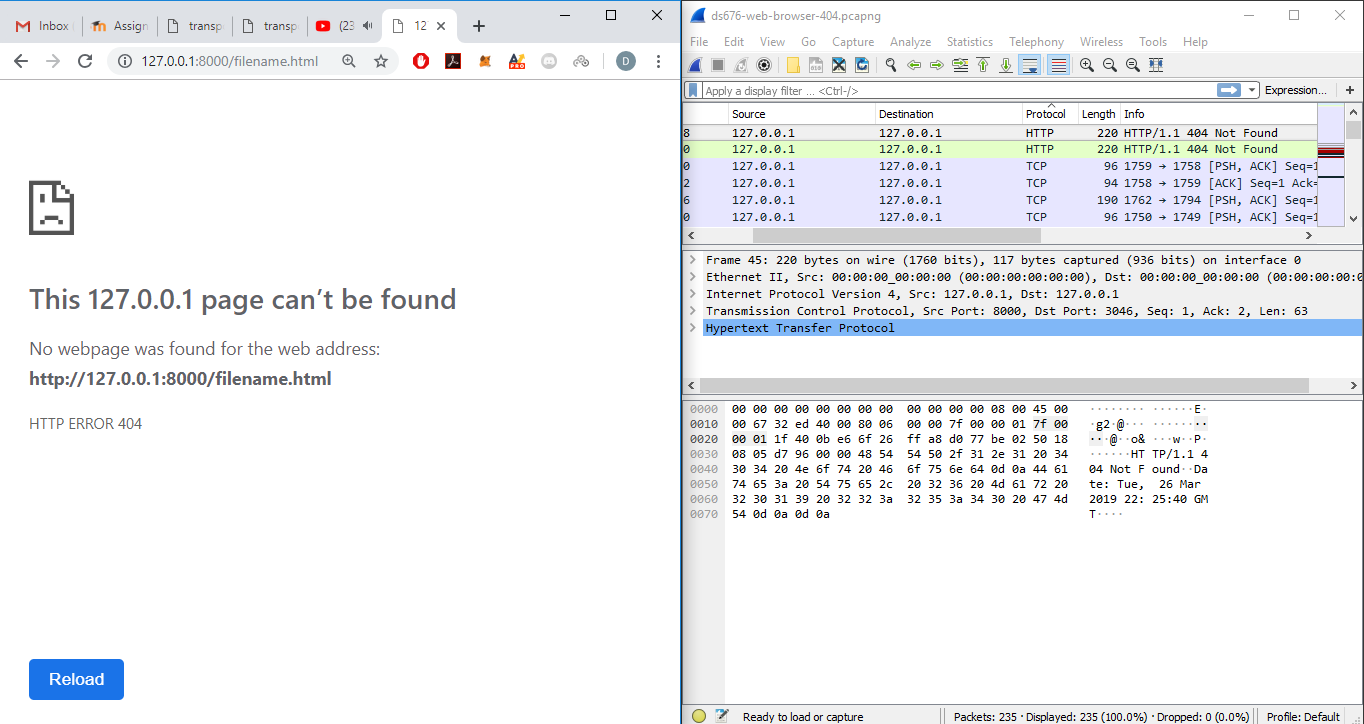 Inbox
Assign
transp
transp
(23
12
127.0.0.1:8000/filename.html
PRO
D
This 127.0.0.1 page can’t be found
No webpage was found for the web address:
http://127.0.0.1:8000/filename.html
HTTP ERROR 404
Reload
ds676-web-browser-404.pcapng
File Edit View Go Capture Analyze Statistics Telephony Wireless Tools Help
Apply a display filter ... <Ctrl-/>
Expression...
Source Destination Protocol Length Info
8 127.0.0.1 127.0.0.1 HTTP 220 HTTP/1.1 404 Not Found
0 127.0.0.1 127.0.0.1 HTTP 220 HTTP/1.1 404 Not Found
0 127.0.0.1 127.0.0.1 TCP 96 1759 → 1758 [PSH, ACK] Seq=1
2 127.0.0.1 127.0.0.1 TCP 94 1758 → 1759 [ACK] Seq=1 Ack=
6 127.0.0.1 127.0.0.1 TCP 190 1762 → 1794 [PSH, ACK] Seq=1
0 127.0.0.1 127.0.0.1 TCP 96 1750 → 1749 [PSH, ACK] Seq=1
Frame 45: 220 bytes on wire (1760 bits), 117 bytes captured (936 bits) on interface 0
Ethernet II, Src: 00:00:00_00:00:00 (00:00:00:00:00:00), Dst: 00:00:00_00:00:00 (00:00:00:00:0
Internet Protocol Version 4, Src: 127.0.0.1, Dst: 127.0.0.1
Transmission Control Protocol, Src Port: 8000, Dst Port: 3046, Seq: 1, Ack: 2, Len: 63
Hypertext Transfer Protocol
0000 00 00 00 00 00 00 00 00 00 00 00 00 08 00 45 00 ········ ······E·
0010 00 67 32 ed 40 00 80 06 00 00 7f 00 00 01 7f 00 ·g2·@··· ········
0020 00 01 1f 40 0b e6 6f 26 ff a8 d0 77 be 02 50 18 ···@··o& ···w··P·
0030 08 05 d7 96 00 00 48 54 54 50 2f 31 2e 31 20 34 ······HT TP/1.1 4
0040 30 34 20 4e 6f 74 20 46 6f 75 6e 64 0d 0a 44 61 04 Not F ound··Da
0050 74 65 3a 20 54 75 65 2c 20 32 36 20 4d 61 72 20 te: Tue, 26 Mar
0060 32 30 31 39 20 32 32 3a 32 35 3a 34 30 20 47 4d 2019 22: 25:40 GM
0070 54 0d 0a 0d 0a T····
Ready to load or capture
Packets: 235 · Displayed: 235 (100.0%) · Dropped: 0 (0.0%)
Profile: Default